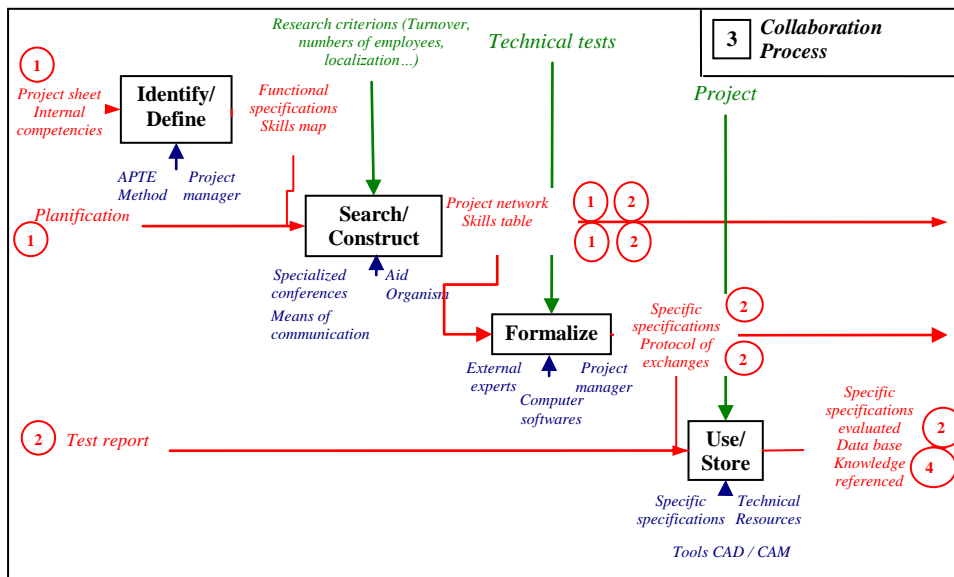 3
Collaboration
Process
Research criterions (Turnover,
numbers of employees,
localization...)
Technical tests
Project
1
Project sheet
Internal
competencies
Identify/
Define
Functional
specifications
Skills map
APTE
Method
Project
manager
1
Planification
Search/
Construct
Project network
Skills table
1
2
1
2
Specialized
conferences
Aid
Organism
Means of
communication
Formalize
Specific
specifications
Protocol of
exchanges
2
2
External
experts
Project
manager
Computer
softwares
2
Test report
Use/
Store
Specific
specifications
evaluated
Data base
Knowledge
referenced
2
4
Specific
specifications
Technical
Resources
Tools CAD / CAM